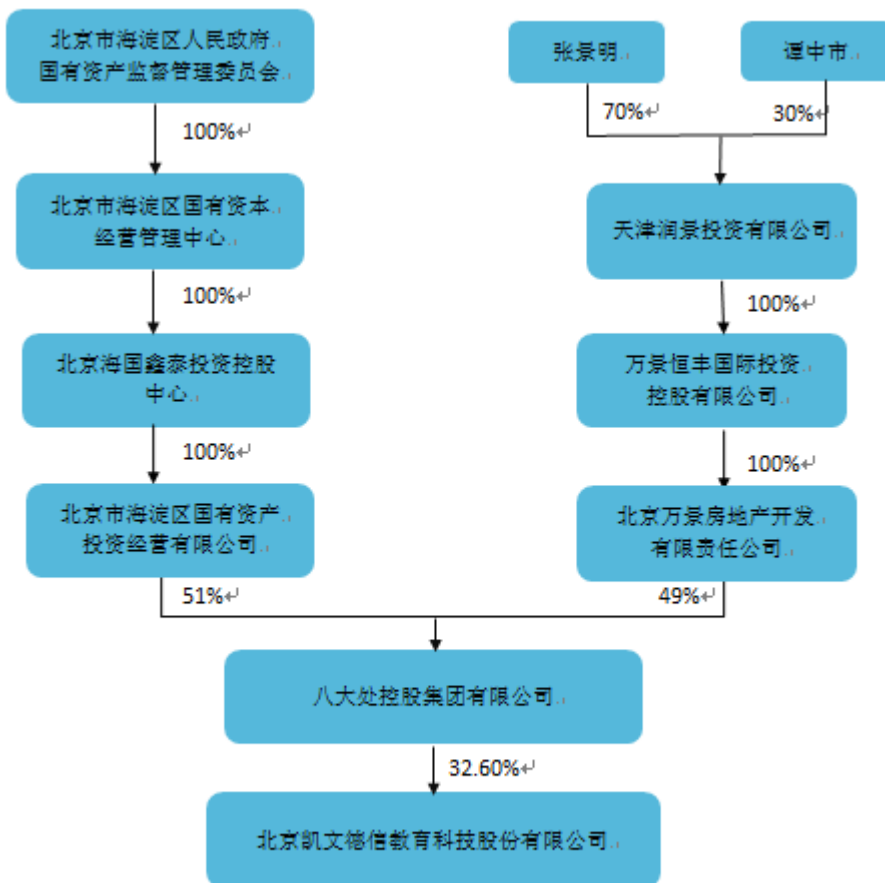 北京市海淀区人民政府
国有资产监督管理委员会
张景明
谭中市
100%
70%
30%
北京市海淀区国有资本
经营管理中心
天津润景投资有限公司
100%
100%
北京海国鑫泰投资控股
中心
万景恒丰国际投资
控股有限公司
100%
100%
北京市海淀区国有资产
投资经营有限公司
北京万景房地产开发
有限责任公司
51%
49%
八大处控股集团有限公司
32.60%
北京凯文德信教育科技股份有限公司